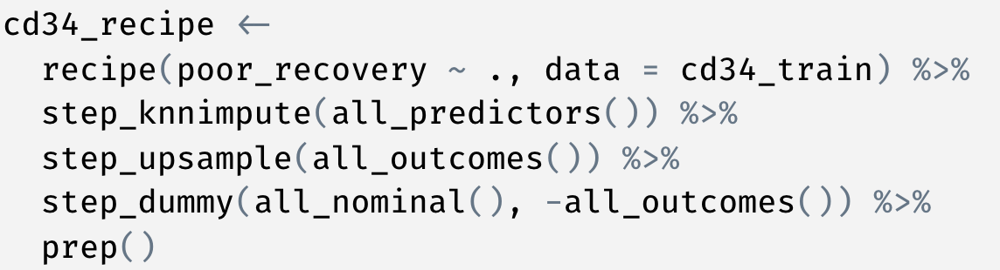 cd34_recipe <-
  recipe(poor_recovery ~ ., data = cd34_train) %>%
  step_knnimpute(all_predictors()) %>%
  step_upsample(all_outcomes()) %>%
  step_dummy(all_nominal(), -all_outcomes()) %>%
  prep()